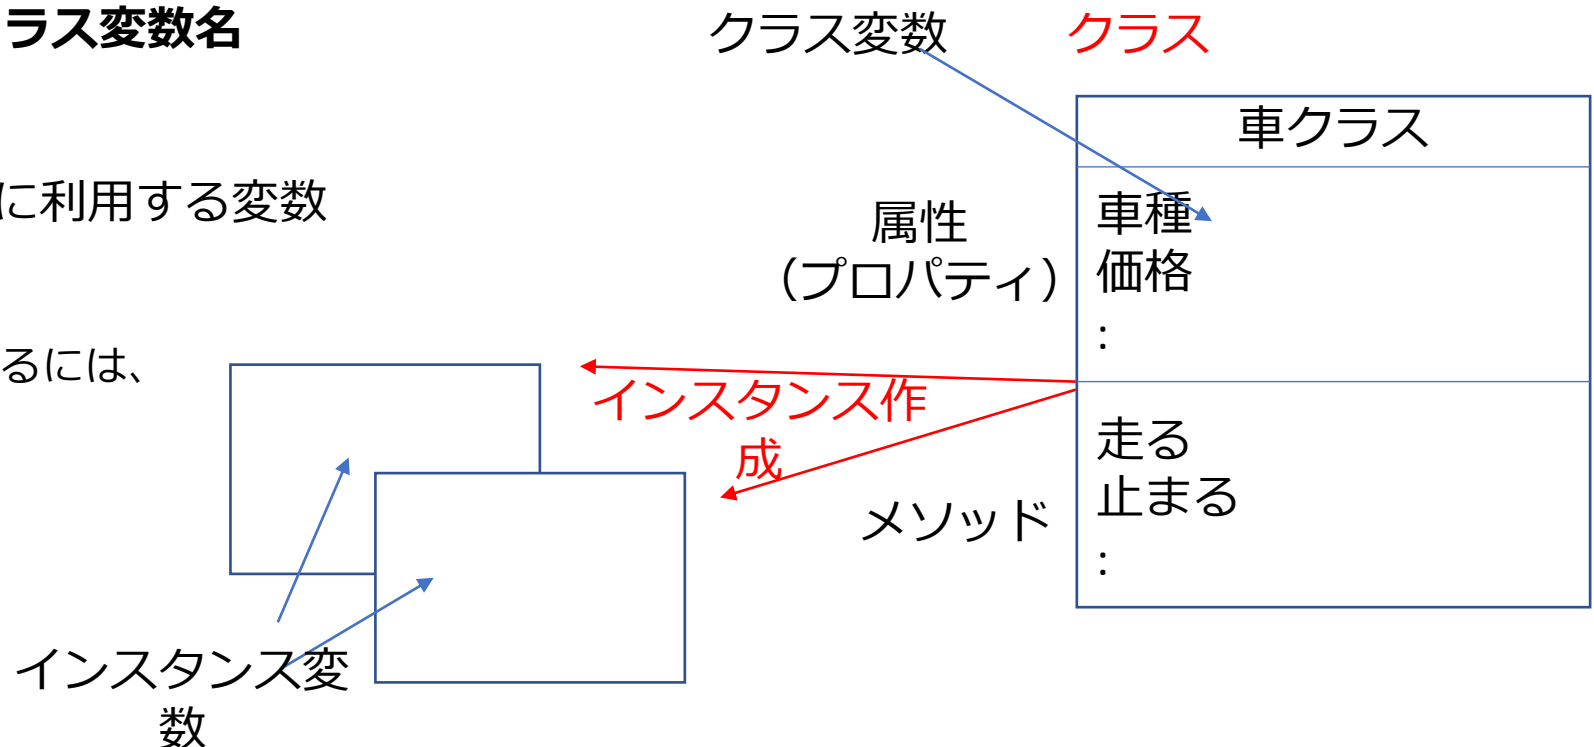 ラス変数名
クラス変数
クラス
車クラス
に利用する変数
属性
（プロパティ）
車種
価格
:
るには、
インスタンス作
成
メソッド
走る
止まる
:
インスタンス変
数